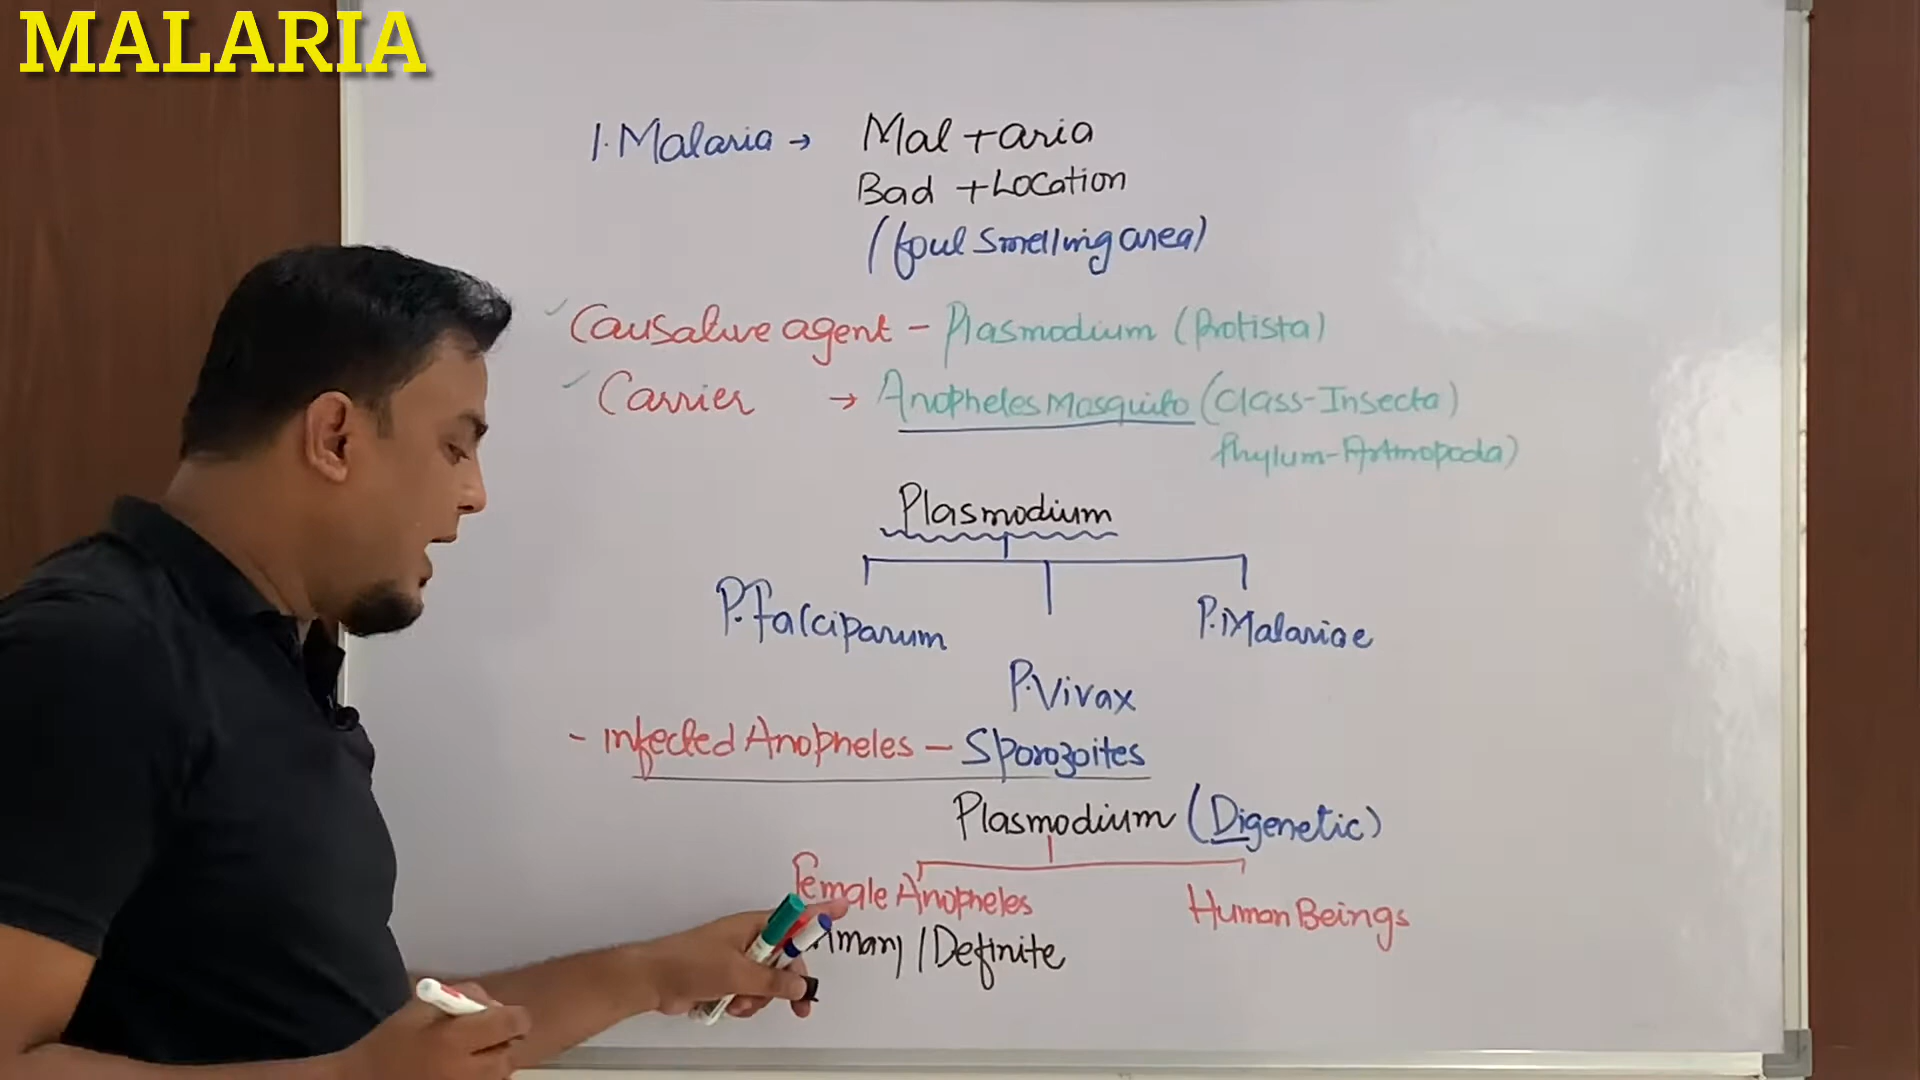 MALARIA
1. Malaria → Mal + aria
Bad + Location
(foul smelling area)
✓ Causative agent - Plasmodium (Protista)
✓ Carrier → Anopheles Mosquito (Class-Insecta)
Phylum-Arthropoda)
Plasmodium
P. Falciparum
P. Malariae
P. Vivax
- infected Anopheles - Sporozoites
Plasmodium (Digenetic)
Female Anopheles
Human Beings
/Definite